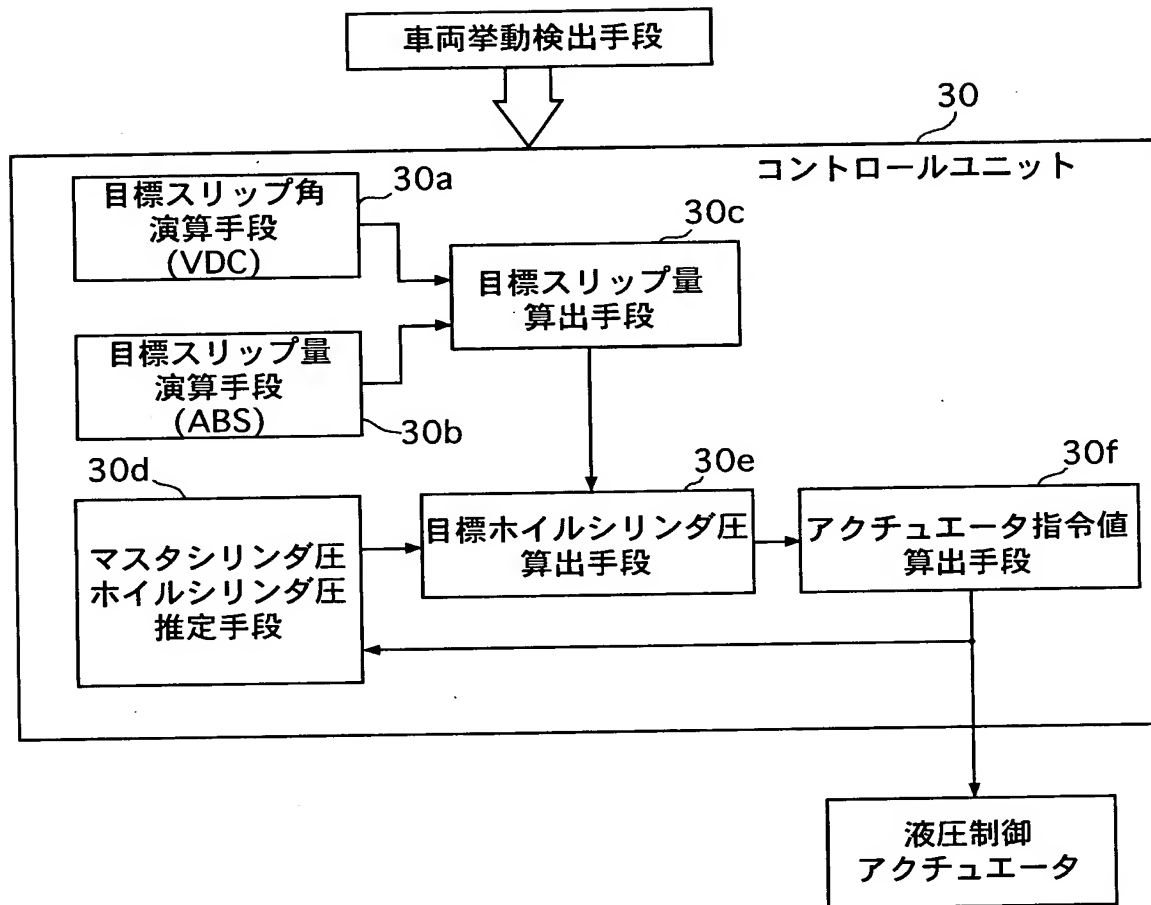 車両挙動検出手段
30
コントロールユニット
目標スリップ角
演算手段
(VDC)
30a
30c
目標スリップ量
算出手段
目標スリップ量
演算手段
(ABS)
30b
30d
マスタシリンダ圧
ホイルシリンダ圧
推定手段
30e
目標ホイルシリンダ圧
算出手段
30f
アクチュエータ指令値
算出手段
液圧制御
アクチュエータ